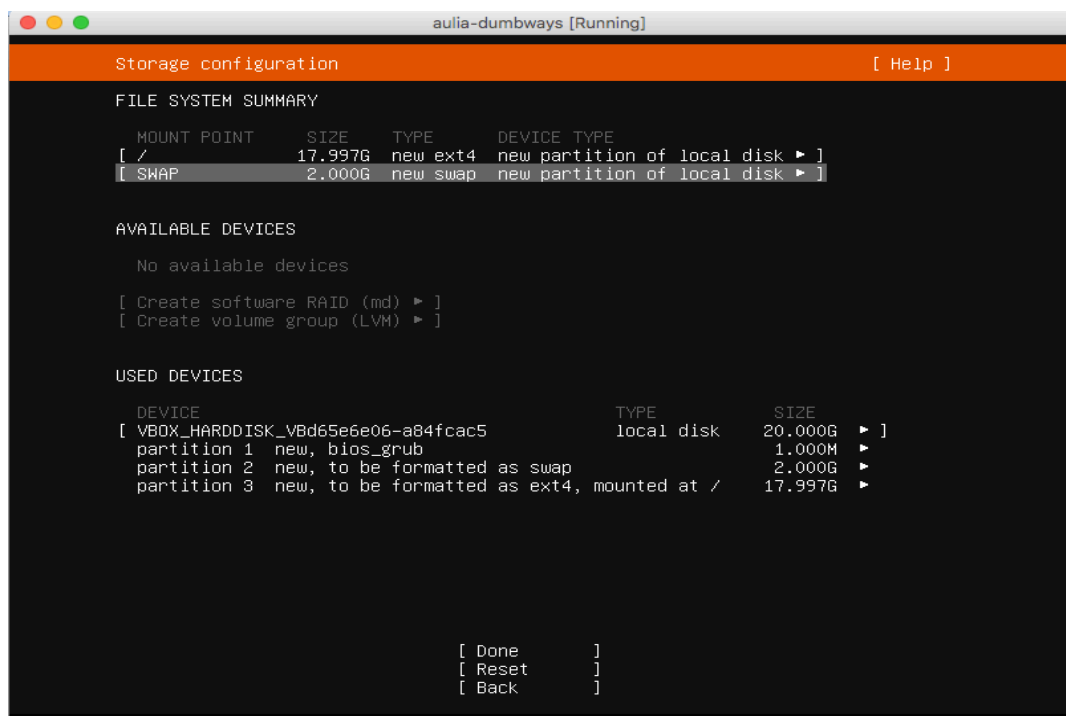 aulia-dumbways [Running]
Storage configuration [ Help ]
FILE SYSTEM SUMMARY
MOUNT POINT SIZE TYPE DEVICE TYPE
[ / 17.997G new ext4 new partition of local disk ► ]
[ SWAP 2.000G new swap new partition of local disk ► ]
AVAILABLE DEVICES
No available devices
[ Create software RAID (md) ► ]
[ Create volume group (LVM) ► ]
USED DEVICES
DEVICE TYPE SIZE
[ VBOX_HARDDISK_VBd65e6e06-a84fcac5 local disk 20.000G ► ]
partition 1 new, bios_grub 1.000M ►
partition 2 new, to be formatted as swap 2.000G ►
partition 3 new, to be formatted as ext4, mounted at / 17.997G ►
[ Done ]
[ Reset ]
[ Back ]